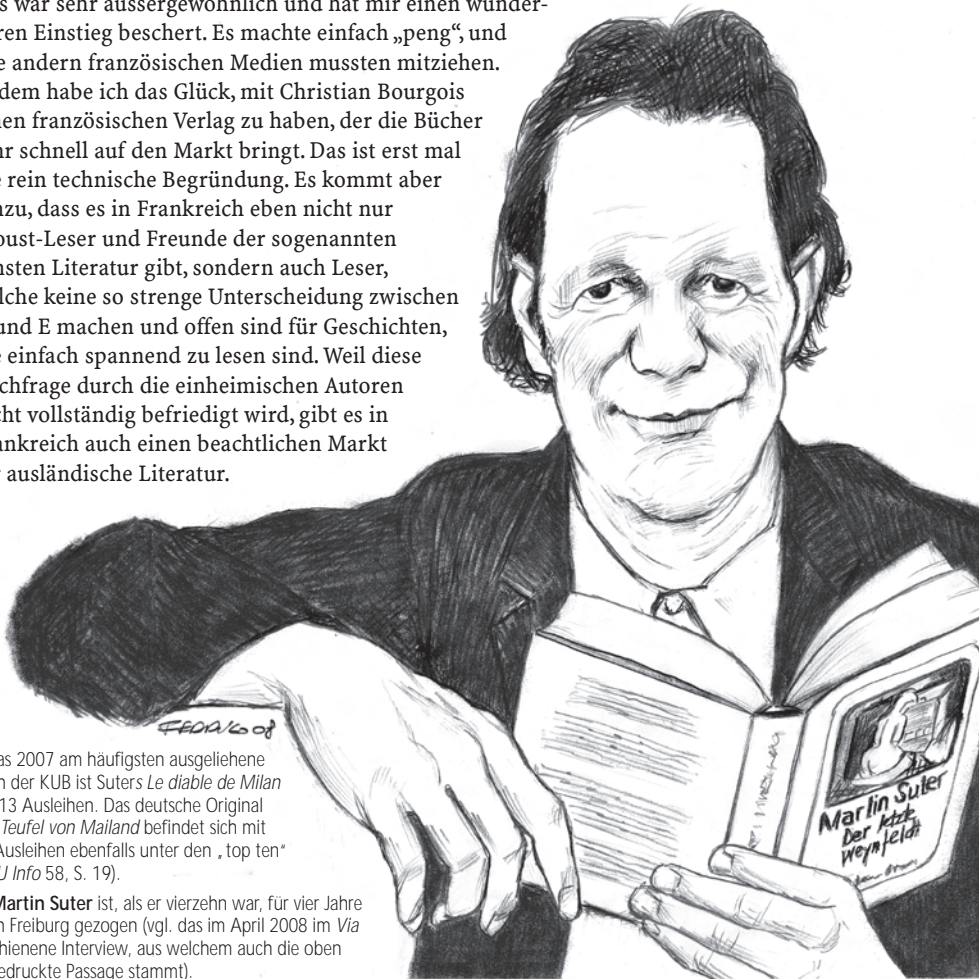 s war sehr aussergewöhnlich und hat mir einen wunder-
ren Einstieg beschert. Es machte einfach „peng“, und
e andern französischen Medien mussten mitziehen.
dem habe ich das Glück, mit Christian Bourgois
nen französischen Verlag zu haben, der die Bücher
hr schnell auf den Markt bringt. Das ist erst mal
e rein technische Begründung. Es kommt aber
nzu, dass es in Frankreich eben nicht nur
oust-Leser und Freunde der sogenannten
nsten Literatur gibt, sondern auch Leser,
lche keine so strenge Unterscheidung zwischen
und E machen und offen sind für Geschichten,
e einfach spannend zu lesen sind. Weil diese
chfrage durch die einheimischen Autoren
cht vollständig befriedigt wird, gibt es in
ankreich auch einen beachtlichen Markt
r ausländische Literatur.
08
Martin Suter
Der letzte
Weynfeldt
as 2007 am häufigsten ausgeliehene
n der KUB ist Suters Le diable de Milan
13 Ausleihen. Das deutsche Original
Teufel von Mailand befindet sich mit
Ausleihen ebenfalls unter den „top ten“
U Info 58, S. 19).
Martin Suter ist, als er vierzehn war, für vier Jahre
h Freiburg gezogen (vgl. das im April 2008 im Via
chienene Interview, aus welchem auch die oben
edruckte Passage stammt).